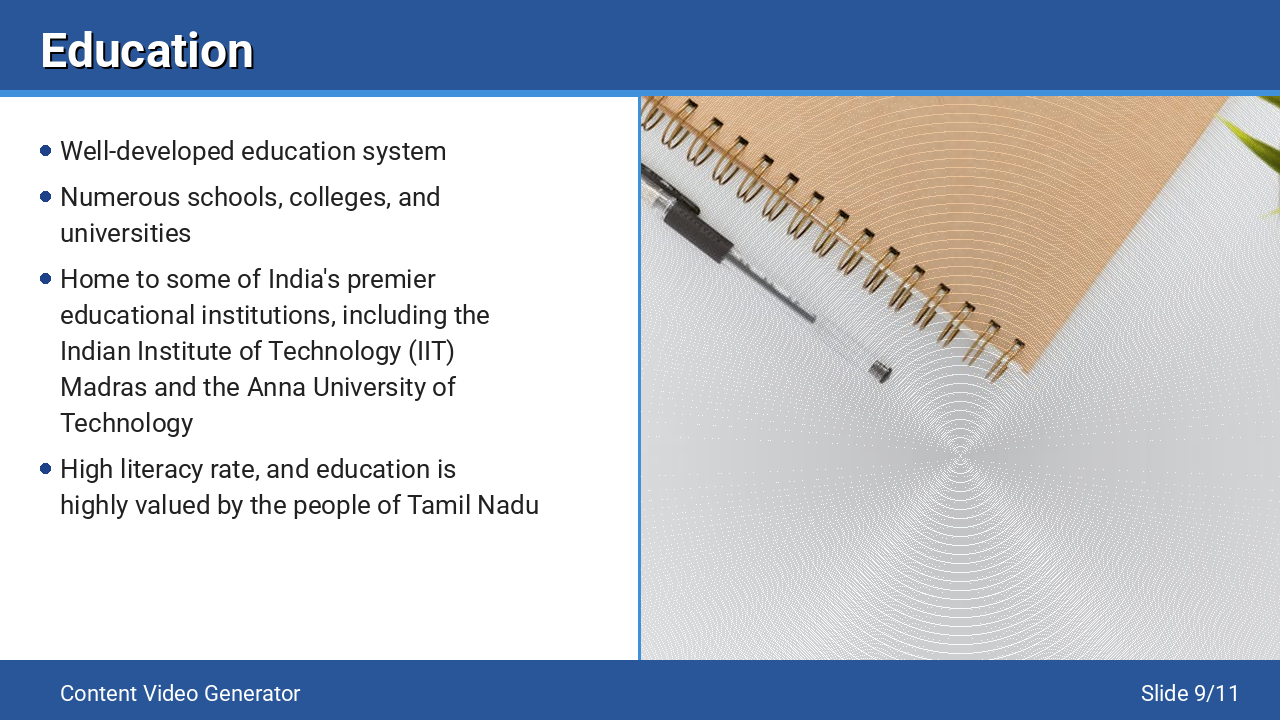 Education
Well-developed education system
Numerous schools, colleges, and
universities
Home to some of India's premier
educational institutions, including the
Indian Institute of Technology (IIT)
Madras and the Anna University of
Technology
High literacy rate, and education is
highly valued by the people of Tamil Nadu
Content Video Generator
Slide 9/11